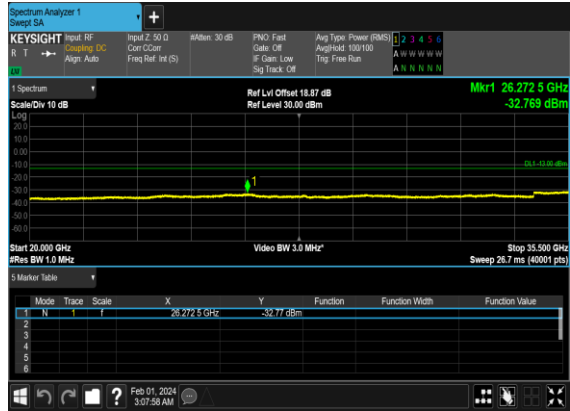 Spectrum Analyzer 1
Swept SA
+
KEYSIGHT Input: RF Input Z: 50 Ω #Atten: 30 dB PNO: Fast Avg Type: Power (RMS) 1 2 3 4 5 6
R T Coupling: DC Corr CCorr Gate: Off Avg|Hold: 100/100 A W W W W W
Align: Auto Freq Ref: Int (S) IF Gain: Low Trig: Free Run
Sig Track: Off A N N N N N
1 Spectrum Ref Lvl Offset 18.87 dB Mkr1 26.272 5 GHz
Scale/Div 10 dB Ref Level 30.00 dBm -32.769 dBm
Log
20.0
10.0
0.00
-10.0 DL1 -13.00 dBm
-20.0
-30.0 1
-40.0
-50.0
-60.0
Start 20.000 GHz Video BW 3.0 MHz* Stop 35.500 GHz
#Res BW 1.0 MHz Sweep 26.7 ms (40001 pts)
5 Marker Table
Mode Trace Scale X Y Function Function Width Function Value
1 N 1 f 26.272 5 GHz -32.77 dBm
2
3
4
5
6
? Feb 01, 2024
3:07:58 AM